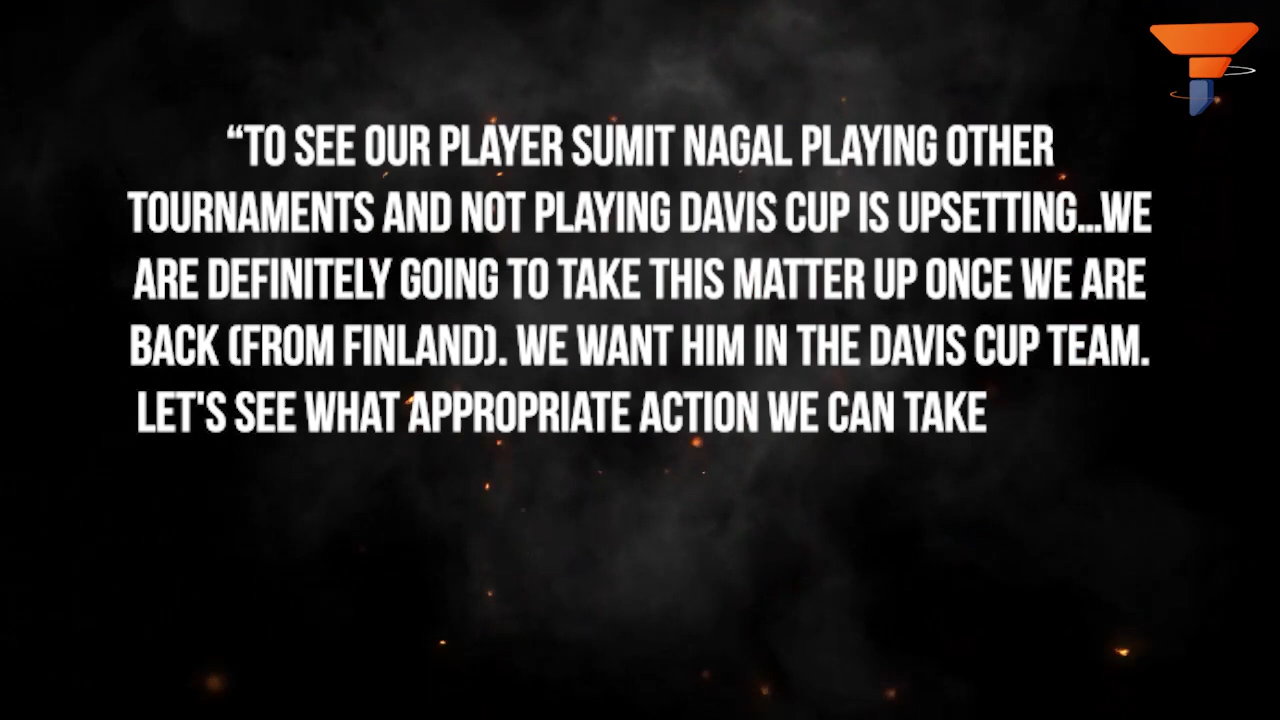 “TO SEE OUR PLAYER SUMIT NAGAL PLAYING OTHER
TOURNAMENTS AND NOT PLAYING DAVIS CUP IS UPSETTING...WE
ARE DEFINITELY GOING TO TAKE THIS MATTER UP ONCE WE ARE
BACK (FROM FINLAND). WE WANT HIM IN THE DAVIS CUP TEAM.
LET'S SEE WHAT APPROPRIATE ACTION WE CAN TAKE